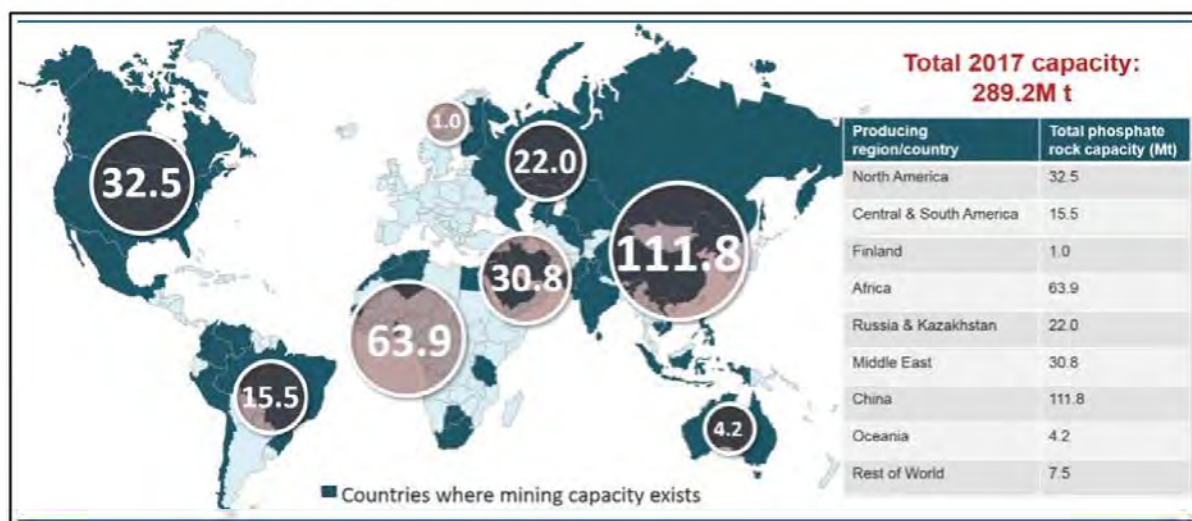 Total 2017 capacity:
289.2M t
Producing region/country Total phosphate rock capacity (Mt)
North America 32.5
Central & South America 15.5
Finland 1.0
Africa 63.9
Russia & Kazakhstan 22.0
Middle East 30.8
China 111.8
Oceania 4.2
Rest of World 7.5
1.0
32.5
22.0
111.8
30.8
63.9
15.5
4.2
Countries where mining capacity exists